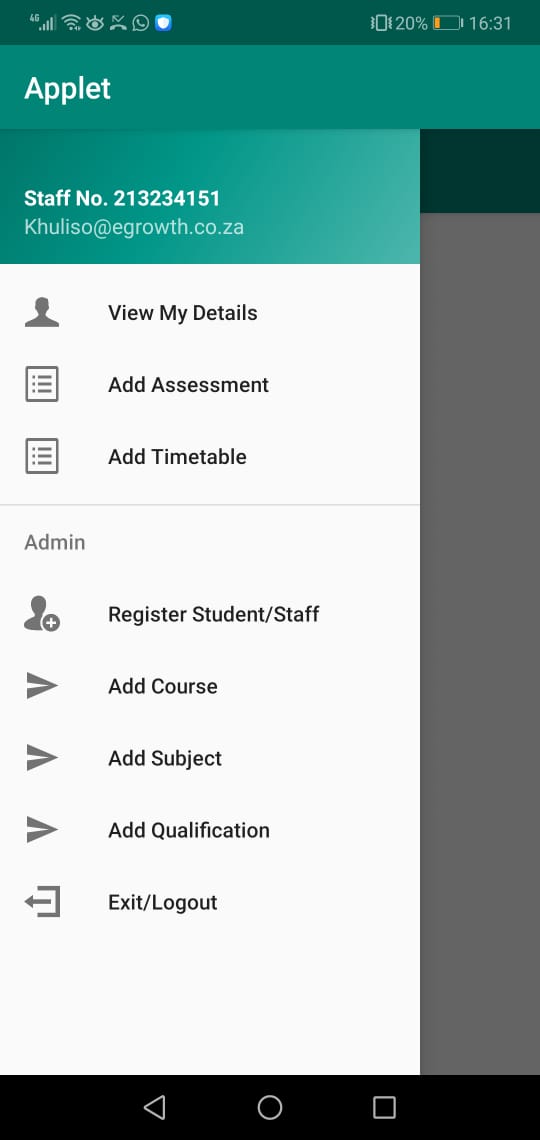 4G 20% 16:31
Applet
Staff No. 213234151
Khuliso@egrowth.co.za
View My Details
Add Assessment
Add Timetable
Admin
Register Student/Staff
Add Course
Add Subject
Add Qualification
Exit/Logout